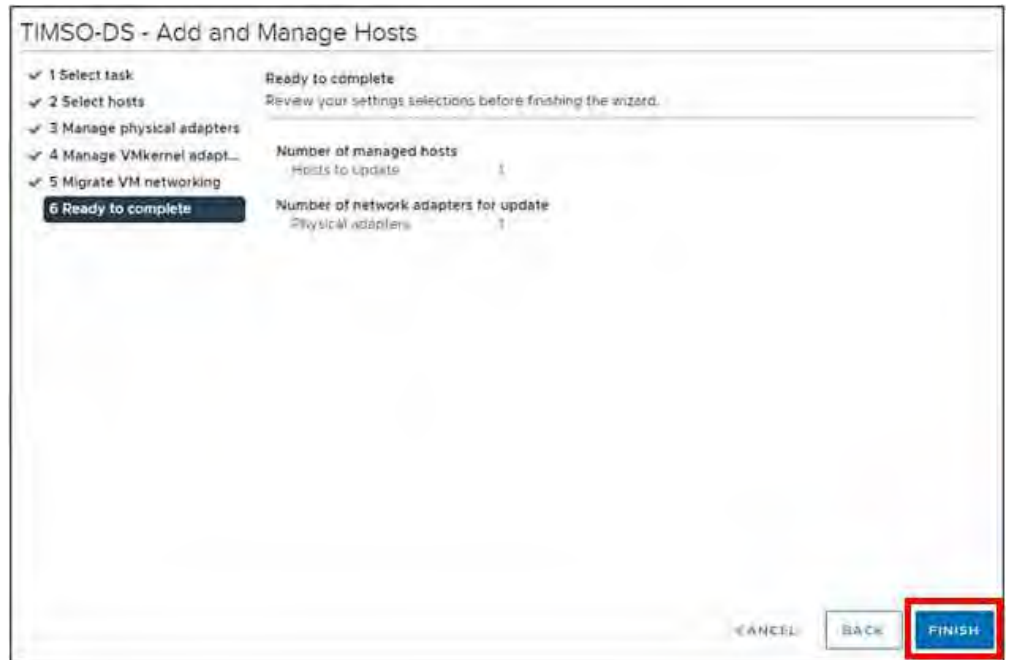 TIMSO-DS - Add and Manage Hosts
✓ 1 Select task
✓ 2 Select hosts
✓ 3 Manage physical adapters
✓ 4 Manage VMkernel adapt...
✓ 5 Migrate VM networking
6 Ready to complete
Ready to complete
Review your settings selections before finishing the wizard.
Number of managed hosts
Hosts to update 1
Number of network adapters for update
Physical adapters 1
CANCEL
BACK
FINISH